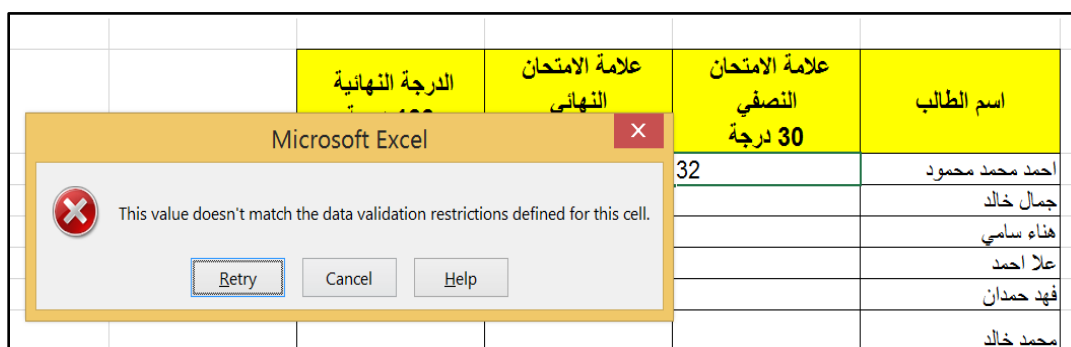 اسم الطالب
علامة الامتحان
النصفي
30 درجة
علامة الامتحان
النهائي
الدرجة النهائية
Microsoft Excel
This value doesn't match the data validation restrictions defined for this cell.
Retry
Cancel
Help
احمد محمد محمود
32
جمال خالد
هناء سامي
علا احمد
فهد حمدان
محمد خالد